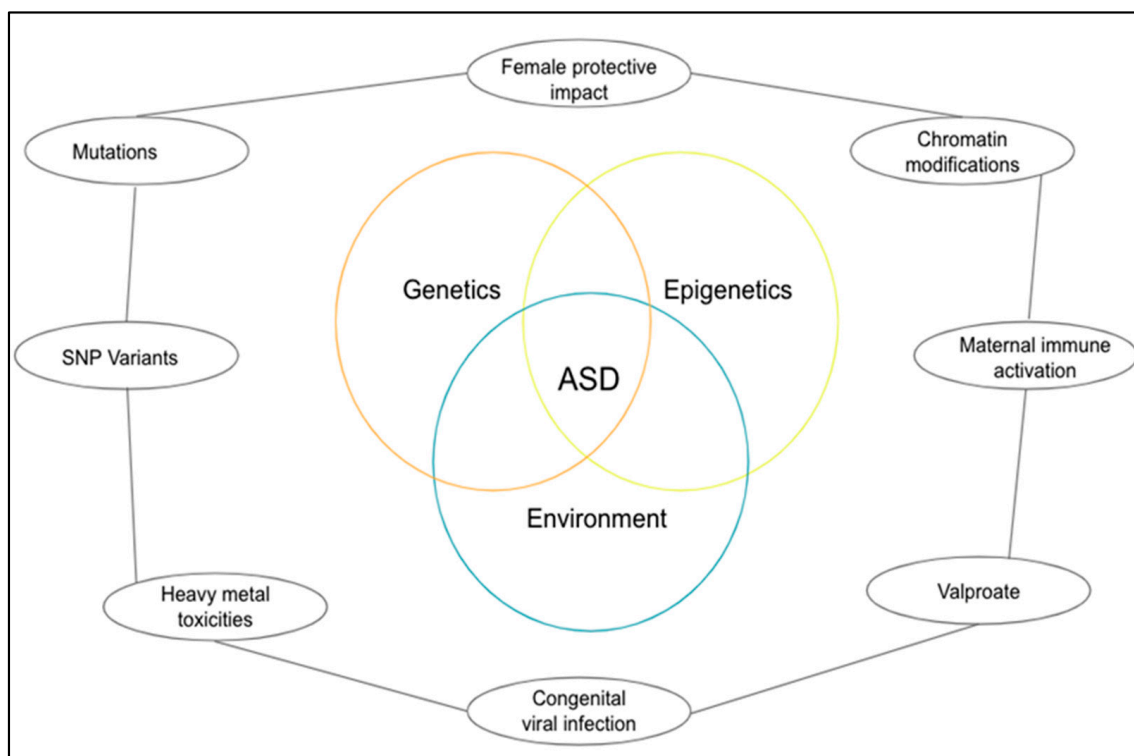 Female protective
impact
Mutations
Chromatin
modifications
Genetics
Epigenetics
SNP Variants
ASD
Maternal immune
activation
Environment
Heavy metal
toxicities
Valproate
Congenital
viral infection